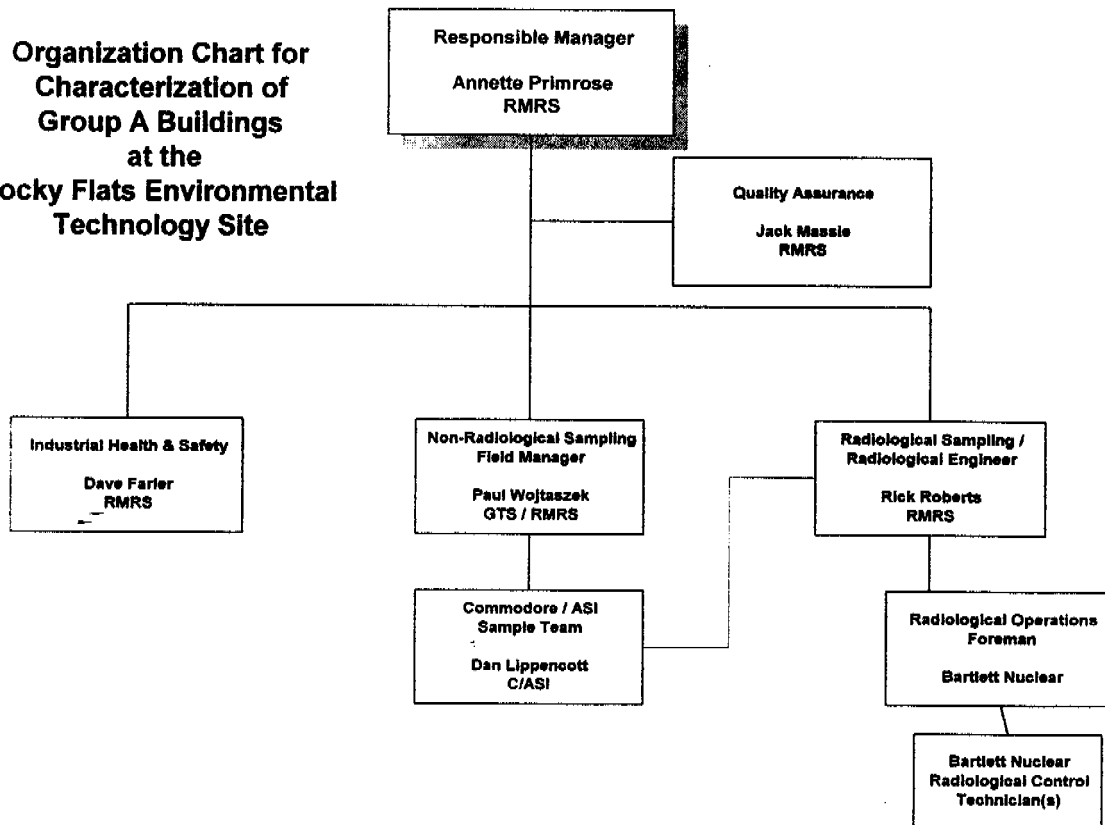 Organization Chart for
Characterization of
Group A Buildings
at the
ocky Flats Environmental
Technology Site
Responsible Manager
Annette Primrose
RMRS
Quality Assurance
Jack Massie
RMRS
Industrial Health & Safety
Dave Farler
RMRS
Non-Radiological Sampling
Field Manager
Paul Wojtaszek
GTS / RMRS
Radiological Sampling /
Radiological Engineer
Rick Roberts
RMRS
Commodore / ASI
Sample Team
Dan Lippencott
C/ASI
Radiological Operations
Foreman
Bartlett Nuclear
Bartlett Nuclear
Radiological Control
Technician(s)